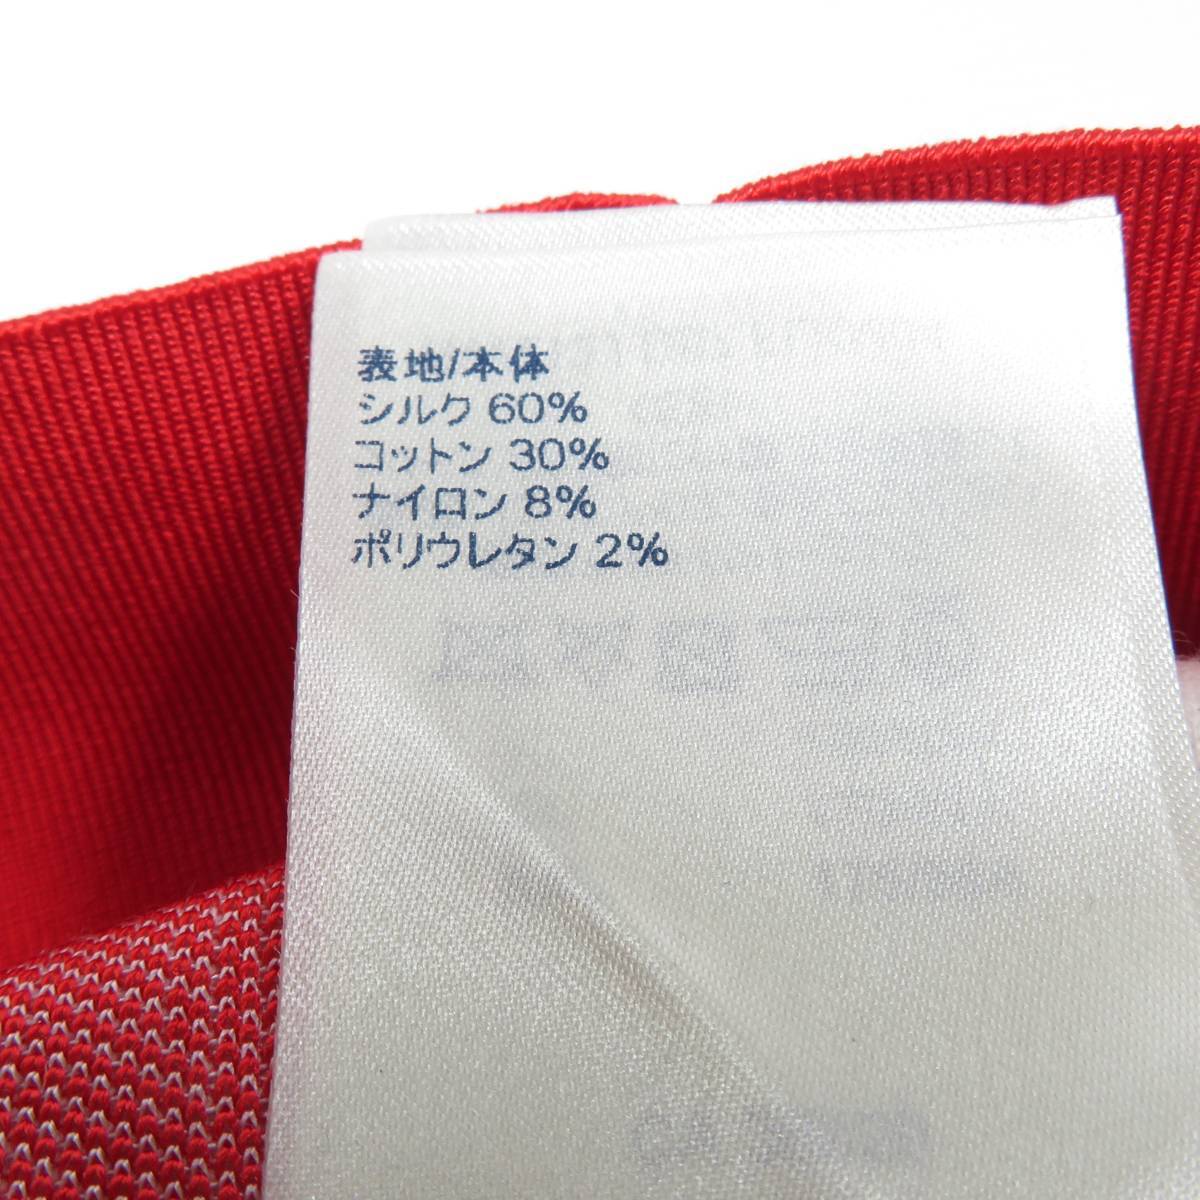 表地/本体
シルク 60%
コットン 30%
ナイロン 8%
ポリウレタン 2%